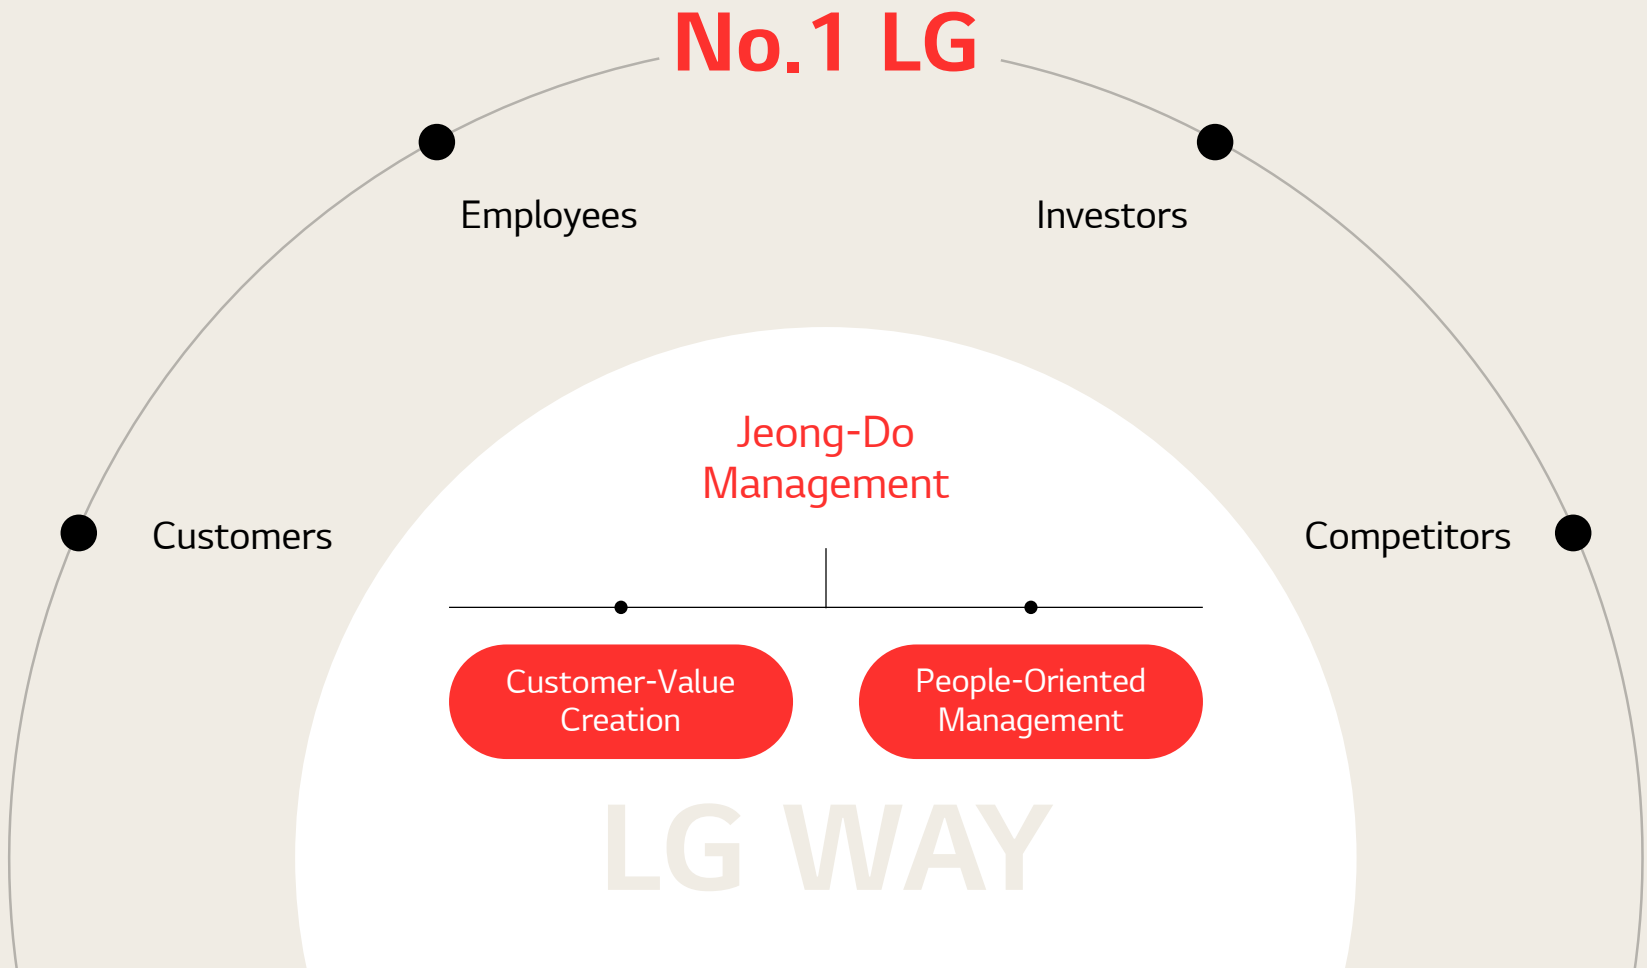 No.1 LG
Employees
Investors
Jeong-Do
Management
Customers
Competitors
Customer-Value
Creation
People-Oriented
Management
LG WAY